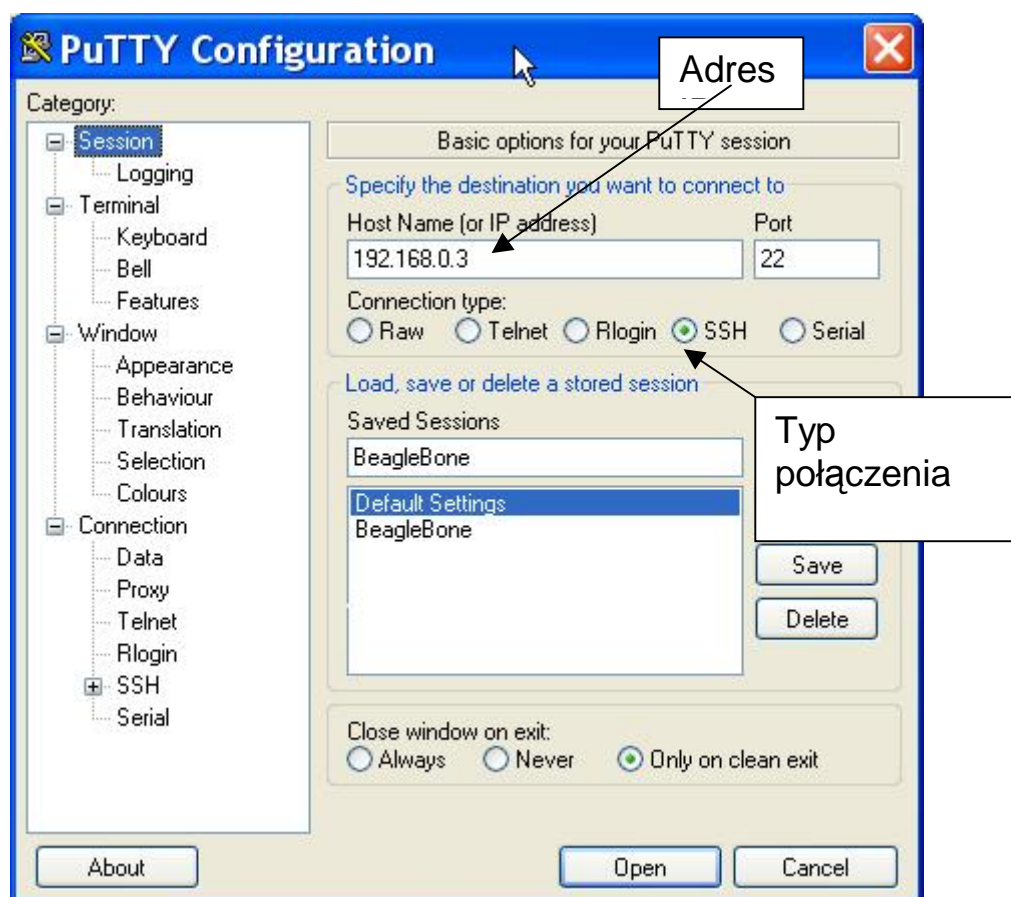 PuTTY Configuration
Adres
Category:
Session
Logging
Terminal
Keyboard
Bell
Features
Window
Appearance
Behaviour
Translation
Selection
Colours
Connection
Data
Proxy
Telnet
Rlogin
SSH
Serial
Basic options for your PuTTY session
Specify the destination you want to connect to
Host Name (or IP address) Port
192.168.0.3 22
Connection type:
Raw Telnet Rlogin SSH Serial
Load, save or delete a stored session
Saved Sessions
BeagleBone
Default Settings
BeagleBone
Typ
połączenia
Save
Delete
Close window on exit:
Always Never Only on clean exit
About Open Cancel